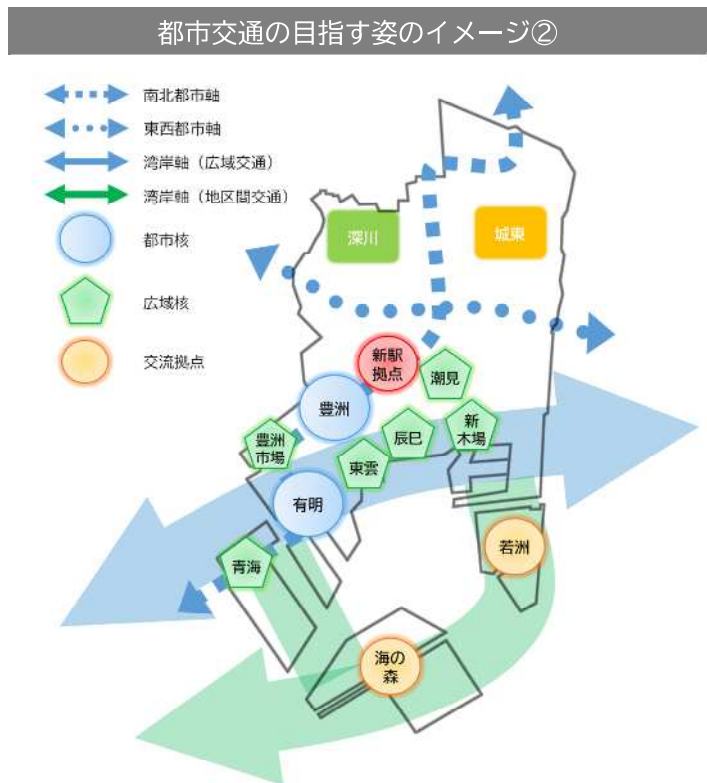 都市交通の目指す姿のイメージ②
南北都市軸
東西都市軸
湾岸軸（広域交通）
湾岸軸（地区間交通）
都市核
広域核
交流拠点
深川
城東
新駅
拠点
潮見
豊洲
新
木場
辰巳
豊洲
市場
東雲
有明
若洲
青海
海の
森